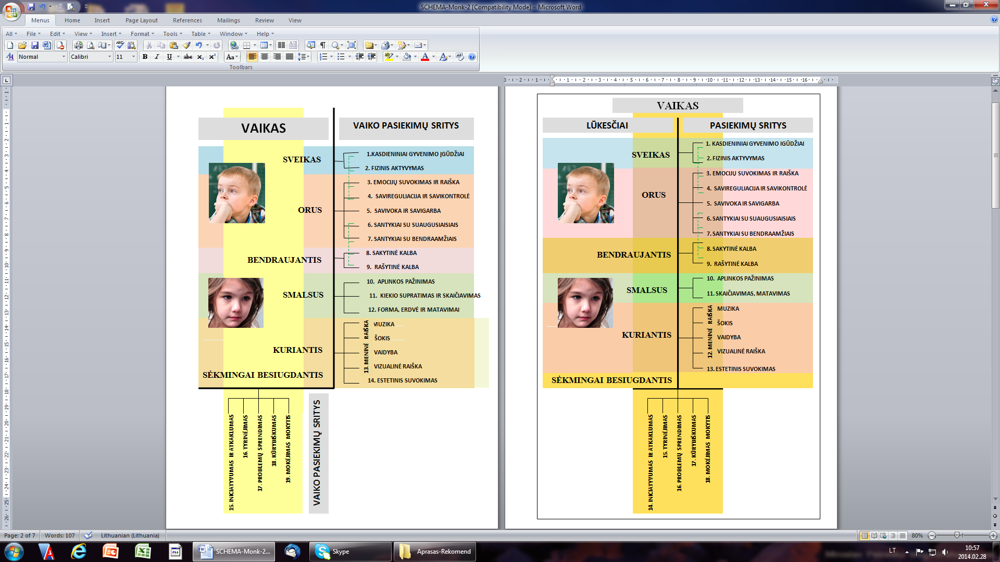 SCHEMA-Monk-2 [Compatibility Mode] - Microsoft Word
Menus Home Insert Page Layout References Mailings Review View
All File Edit View Insert Format Tools Table Window Help
Normal Calibri 11
Toolbars
VAIKAS
VAIKO PASIEKIMŲ SRITYS
SVEIKAS
1.KASDIENINIAI GYVENIMO ĮGŪDŽIAI
2. FIZINIS AKTYVYMAS
ORUS
3. EMOCIJŲ SUVOKIMAS IR RAIŠKA
4. SAVIREGULIACIJA IR SAVIKONTROLĖ
5. SAVIVOKA IR SAVIGARBA
6. SANTYKIAI SU SUAUGUSIAISIAIS
7. SANTYKIAI SU BENDRAAMŽIAIS
BENDRAUJANTIS
8. SAKYTINĖ KALBA
9. RAŠYTINĖ KALBA
SMALSUS
10. APLINKOS PAŽINIMAS
11. KIEKIO SUPRATIMAS IR SKAIČIAVIMAS
12. FORMA, ERDVĖ IR MATAVIMAI
KURIANTIS
13. MENINĖ RAIŠKA
MUZIKA
ŠOKIS
VAIDYBA
VIZUALINĖ RAIŠKA
14. ESTETINIS SUVOKIMAS
SĖKMINGAI BESIUGDANTIS
15. INICIATYVUMAS IR ATKAKLUMAS
16. TYRINĖJIMAS
17. PROBLEMŲ SPRENDIMAS
18. KŪRYBIŠKUMAS
19. MOKĖJIMAS MOKYTIS
VAIKO PASIEKIMŲ SRITYS
VAIKAS
LŪKESČIAI
PASIEKIMŲ SRITYS
SVEIKAS
1. KASDIENINIAI GYVENIMO IGŪDŽIAI
2. FIZINIS AKTYVYMAS
ORUS
3. EMOCIJŲ SUVOKIMAS IR RAIŠKA
4. SAVIREGULIACIJA IR SAVIKONTROLĖ
5. SAVIVOKA IR SAVIGARBA
6. SANTYKIAI SU SUAUGUSIAISIAIS
7. SANTYKIAI SU BENDRAAMŽIAIS
BENDRAUJANTIS
8. SAKYTINĖ KALBA
9. RAŠYTINĖ KALBA
SMALSUS
10. APLINKOS PAŽINIMAS
11. SKAIČIAVIMAS, MATAVIMAS
KURIANTIS
12. MENINĖ RAIŠKA
MUZIKA
ŠOKIS
VAIDYBA
VIZUALINĖ RAIŠKA
13. ESTETINIS SUVOKIMAS
SĖKMINGAI BESIUGDANTIS
14. INICIATYVUMAS IR ATKAKLUMAS
15. TYRINĖJIMAS
16. PROBLEMŲ SPRENDIMAS
17. KŪRYBIŠKUMAS
18. MOKĖJIMAS MOKYTIS
Page: 2 of 7 Words: 107 Lithuanian (Lithuania) 80%
SCHEMA-Monk-2... Skype Aprasas-Rekomend LT 10:57
2014.02.28